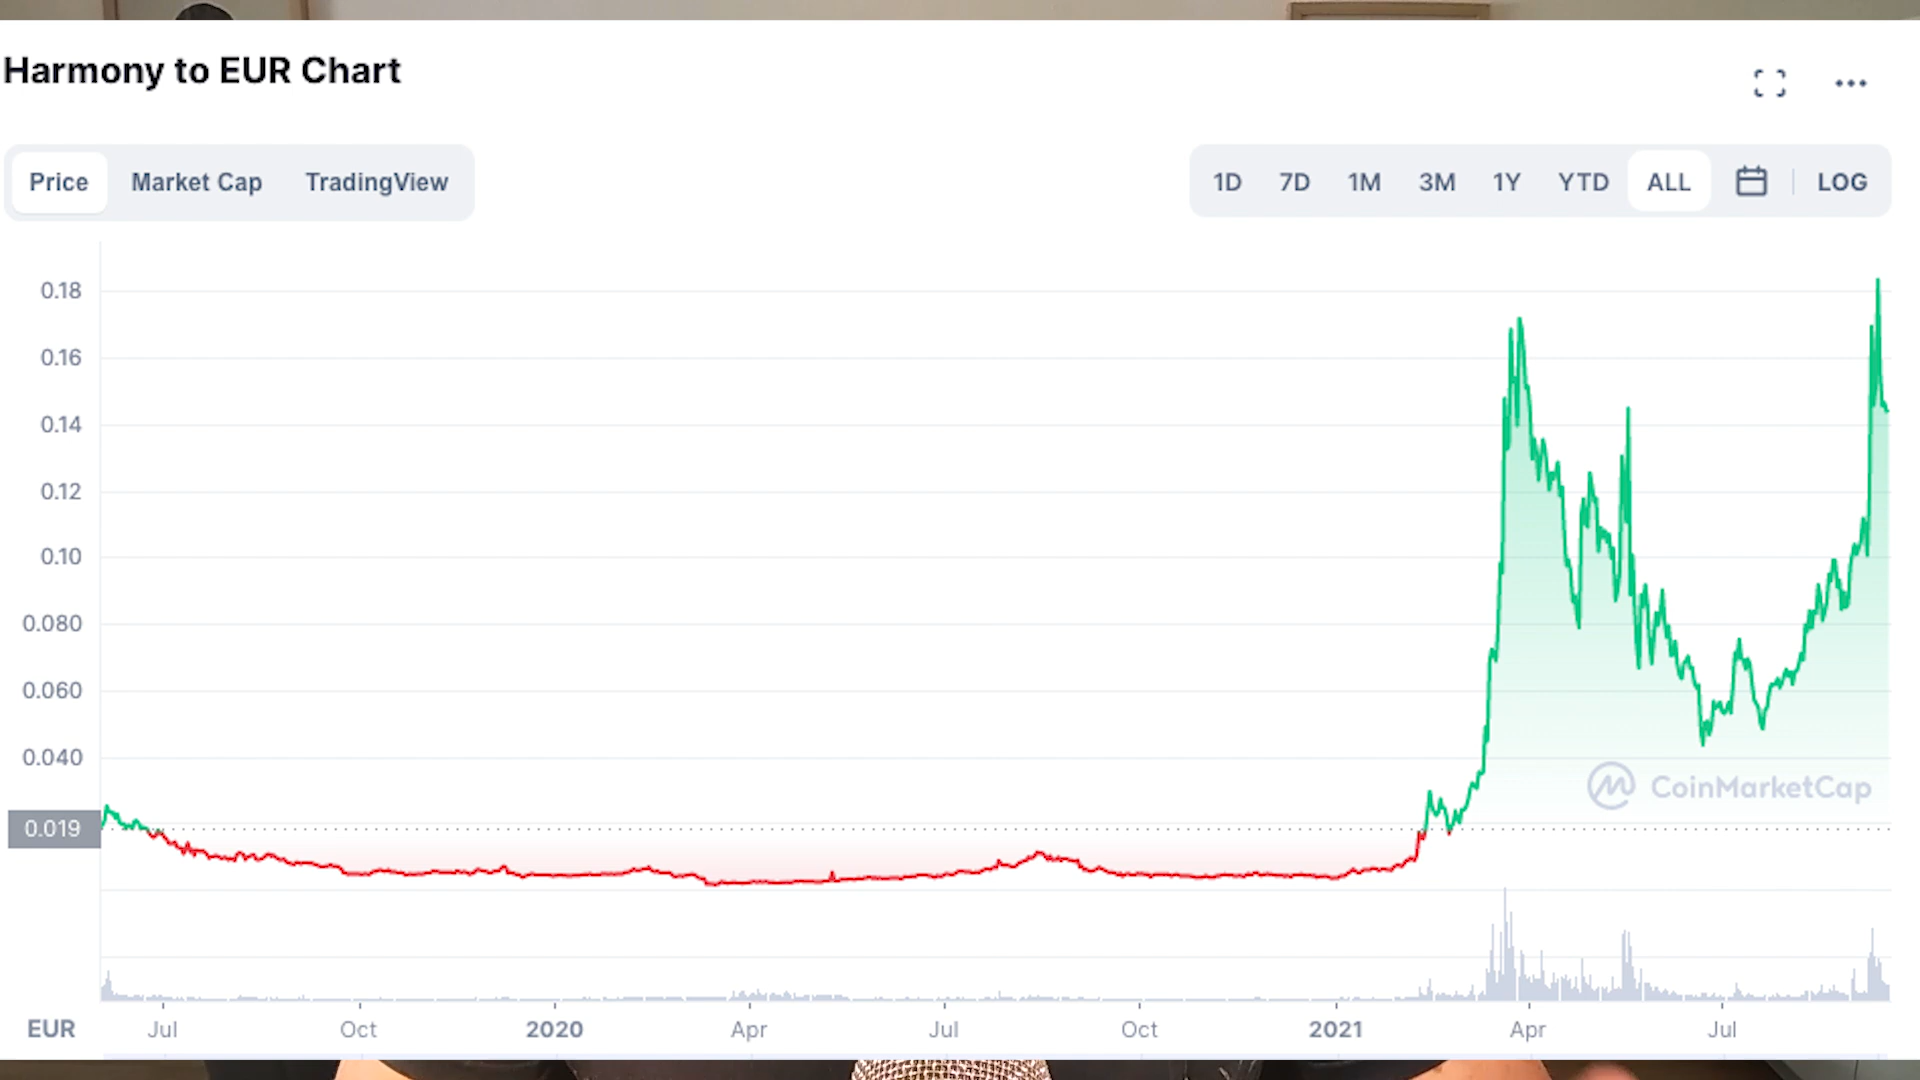 Harmony to EUR Chart
Price Market Cap TradingView
1D 7D 1M 3M 1Y YTD ALL LOG
0.18
0.16
0.14
0.12
0.10
0.080
0.060
0.040
0.019
CoinMarketCap
EUR Jul Oct 2020 Apr Jul Oct 2021 Apr Jul